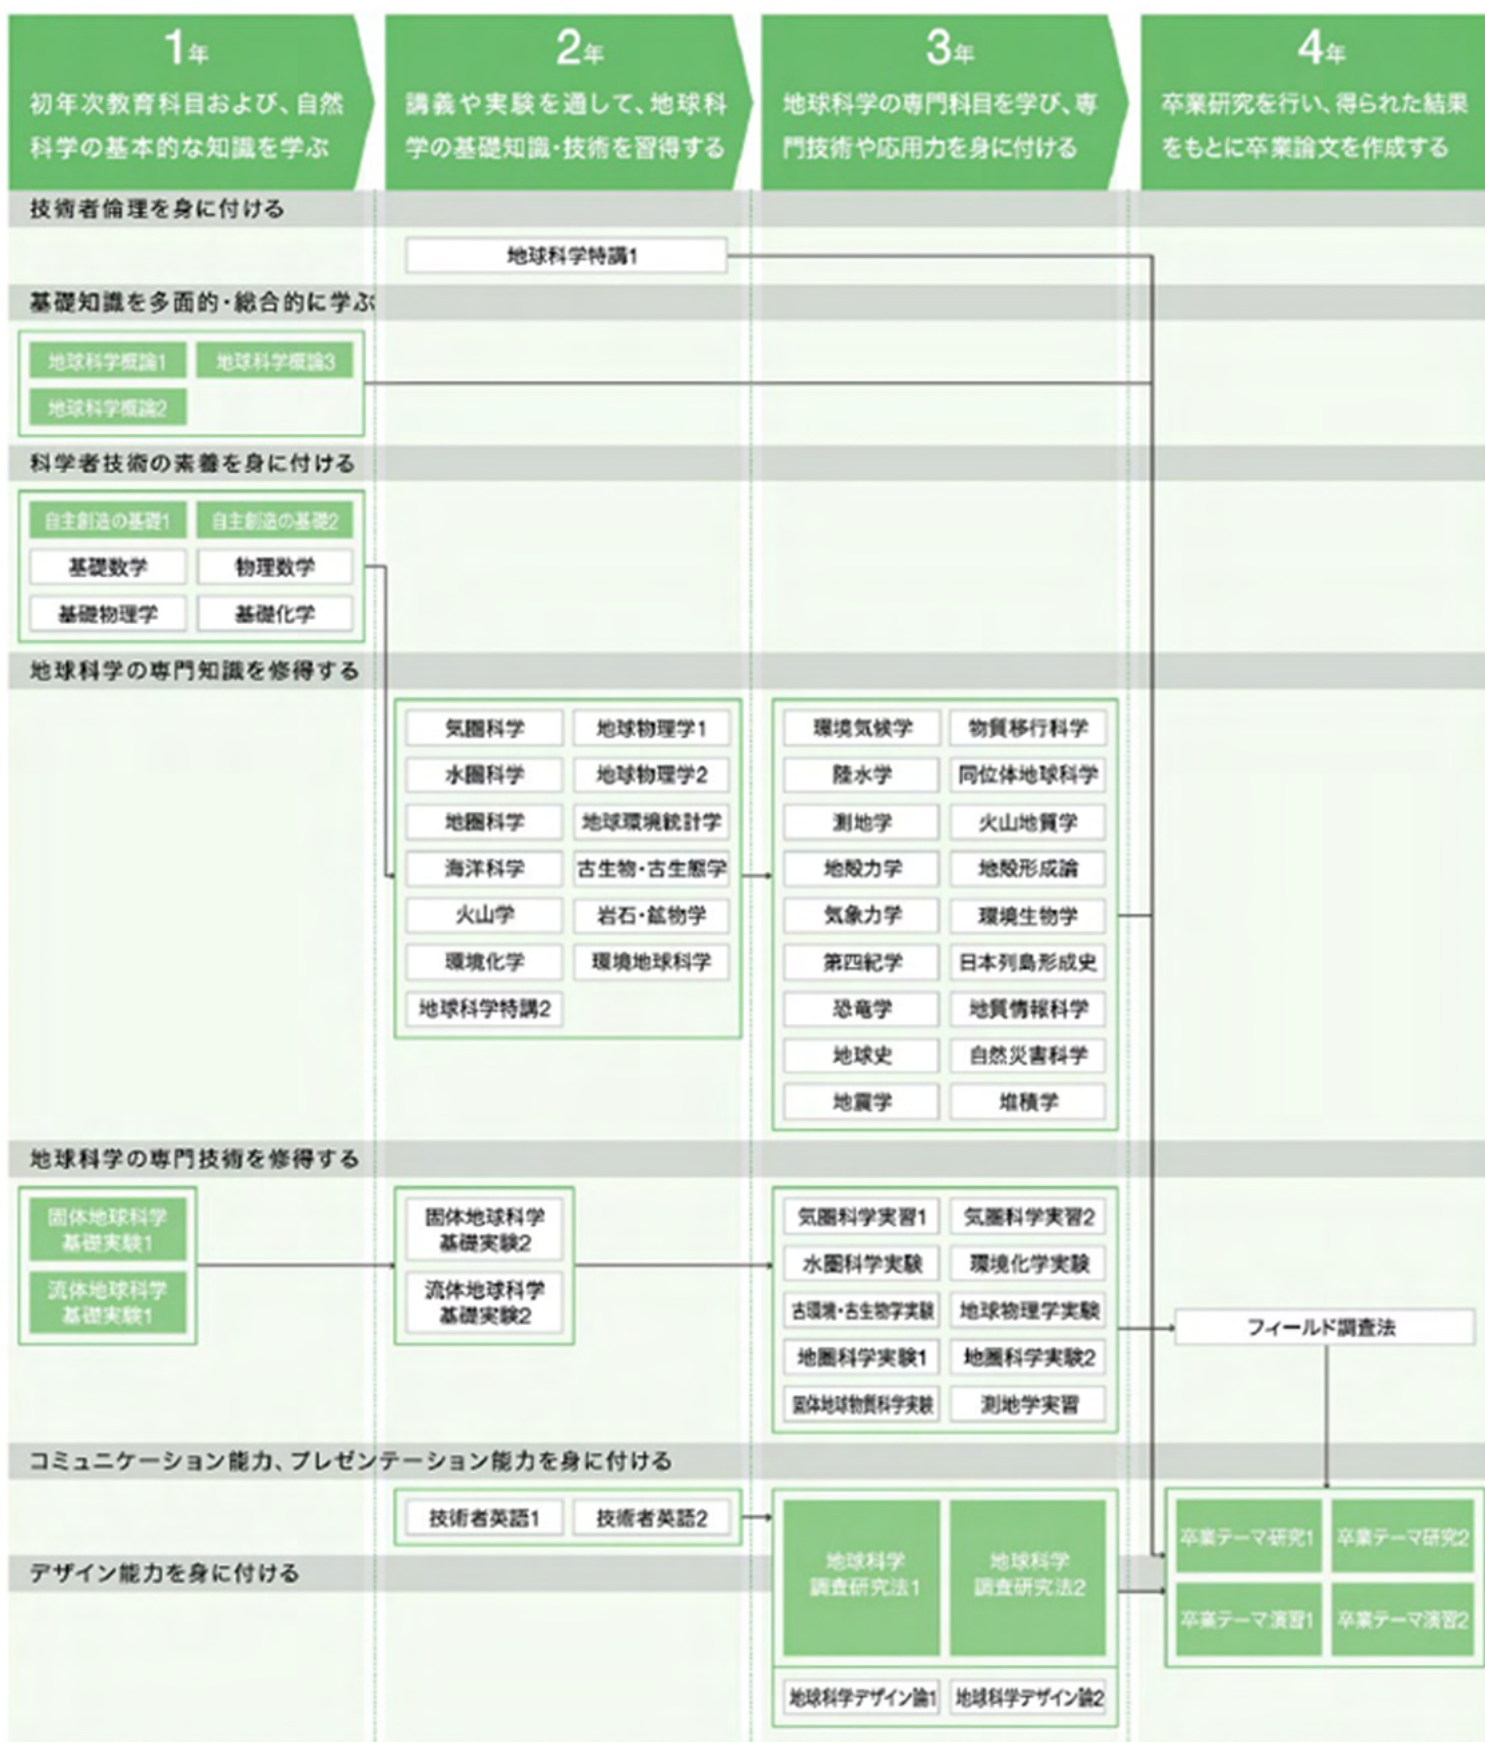 1年
初年次教育科目および、自然
科学の基本的な知識を学ぶ
2年
講義や実験を通して、地球科
学の基礎知識・技術を習得する
3年
地球科学の専門科目を学び、専
門技術や応用力を身に付ける
4年
卒業研究を行い、得られた結果
をもとに卒業論文を作成する
技術者倫理を身に付ける
地球科学特講1
基礎知識を多面的・総合的に学ぶ
地球科学概論1
地球科学概論3
地球科学概論2
科学者技術の素養を身に付ける
自主創造の基礎1
自主創造の基礎2
基礎数学
物理数学
基礎物理学
基礎化学
地球科学の専門知識を修得する
気圏科学
地球物理学1
水圏科学
地球物理学2
地圏科学
地球環境統計学
海洋科学
古生物・古生態学
火山学
岩石・鉱物学
環境化学
環境地球科学
地球科学特講2
環境気候学
物質移行科学
陸水学
同位体地球科学
測地学
火山地質学
地殻力学
地殻形成論
気象力学
環境生物学
第四紀学
日本列島形成史
恐竜学
地質情報科学
地球史
自然災害科学
地震学
堆積学
地球科学の専門技術を修得する
固体地球科学
基礎実験1
流体地球科学
基礎実験1
固体地球科学
基礎実験2
流体地球科学
基礎実験2
気圏科学実習1
気圏科学実習2
水圏科学実験
環境化学実験
古環境・古生物学実験
地球物理学実験
地圏科学実験1
地圏科学実験2
固体地球物質科学実験
測地学実習
フィールド調査法
コミュニケーション能力、プレゼンテーション能力を身に付ける
技術者英語1
技術者英語2
デザイン能力を身に付ける
地球科学
調査研究法1
地球科学
調査研究法2
地球科学デザイン論1
地球科学デザイン論2
卒業テーマ研究1
卒業テーマ研究2
卒業テーマ演習1
卒業テーマ演習2